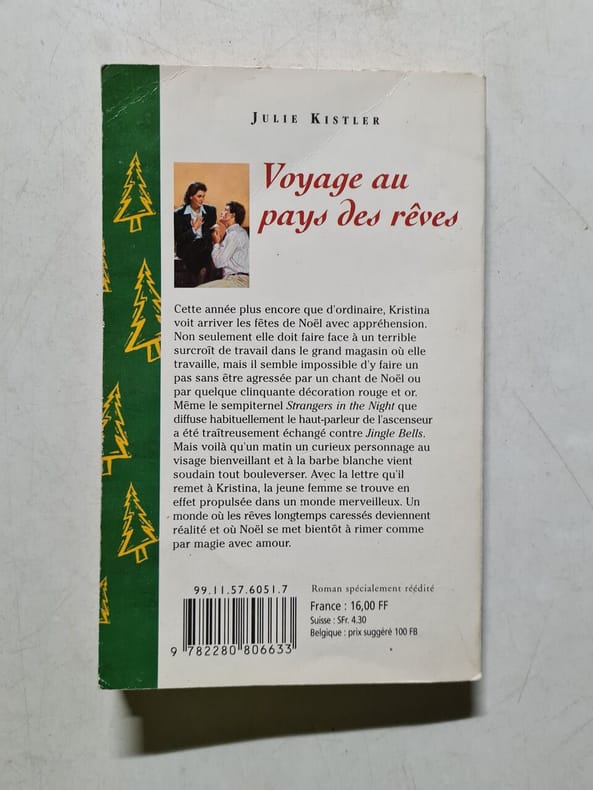 JULIE KISTLER
Voyage au
pays des rêves
Cette année plus encore que d'ordinaire, Kristina
voit arriver les fêtes de Noël avec appréhension.
Non seulement elle doit faire face à un terrible
surcroît de travail dans le grand magasin où elle
travaille, mais il semble impossible d'y faire un
pas sans être agressée par un chant de Noël ou
par quelque clinquante décoration rouge et or.
Même le sempiternel Strangers in the Night que
diffuse habituellement le haut-parleur de l'ascenseur
a été traîtreusement échangé contre Jingle Bells.
Mais voilà qu'un matin un curieux personnage au
visage bienveillant et à la barbe blanche vient
soudain tout bouleverser. Avec la lettre qu'il
remet à Kristina, la jeune femme se trouve en
effet propulsée dans un monde merveilleux. Un
monde où les rêves longtemps caressés deviennent
réalité et où Noël se met bientôt à rimer comme
par magie avec amour.
99.11.57.6051.7
Roman spécialement réédité
France : 16,00 FF
Suisse : SFr. 4.30
Belgique : prix suggéré 100 FB
9 782280 806633